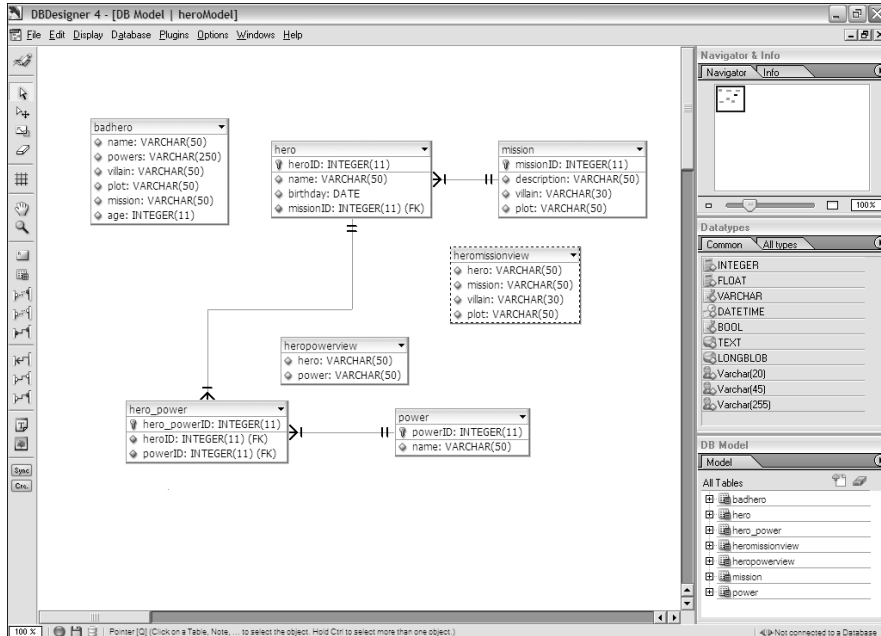 DBDesigner 4 - [DB Model | heroModel]
File Edit Display Database Plugins Options Windows Help
badhero
name: VARCHAR(50)
powers: VARCHAR(250)
villain: VARCHAR(50)
plot: VARCHAR(50)
mission: VARCHAR(50)
age: INTEGER(11)
hero
heroID: INTEGER(11)
name: VARCHAR(50)
birthday: DATE
missionID: INTEGER(11) (FK)
mission
missionID: INTEGER(11)
description: VARCHAR(50)
villain: VARCHAR(30)
plot: VARCHAR(50)
heromissionview
hero: VARCHAR(50)
mission: VARCHAR(50)
villain: VARCHAR(30)
plot: VARCHAR(50)
heropowerview
hero: VARCHAR(50)
power: VARCHAR(50)
hero_power
hero_powerID: INTEGER(11)
heroID: INTEGER(11) (FK)
powerID: INTEGER(11) (FK)
power
powerID: INTEGER(11)
name: VARCHAR(50)
Navigator & Info
Navigator Info
100%
Datatypes
Common All types
INTEGER
FLOAT
VARCHAR
DATETIME
BOOL
TEXT
LONGBLOB
Varchar(20)
Varchar(45)
Varchar(255)
DB Model
Model
All Tables
badhero
hero
hero_power
heromissionview
heropowerview
mission
power
Sync
100 % Pointer [Q] (Click on a Table, Note, ... to select the object. Hold Ctrl to select more than one object.) Not connected to a Database